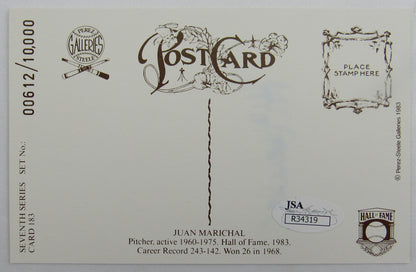 00612/10,000
SEVENTH SERIES SET No.:
CARD 183
PEREZ
GALLERIES
STEELE
POSTCARD
PLACE
STAMP HERE
© Perez-Steele Galleries 1983
JSA
R34319
JUAN MARICHAL
Pitcher, active 1960-1975. Hall of Fame, 1983.
Career Record 243-142. Won 26 in 1968.
HALL OF FAME